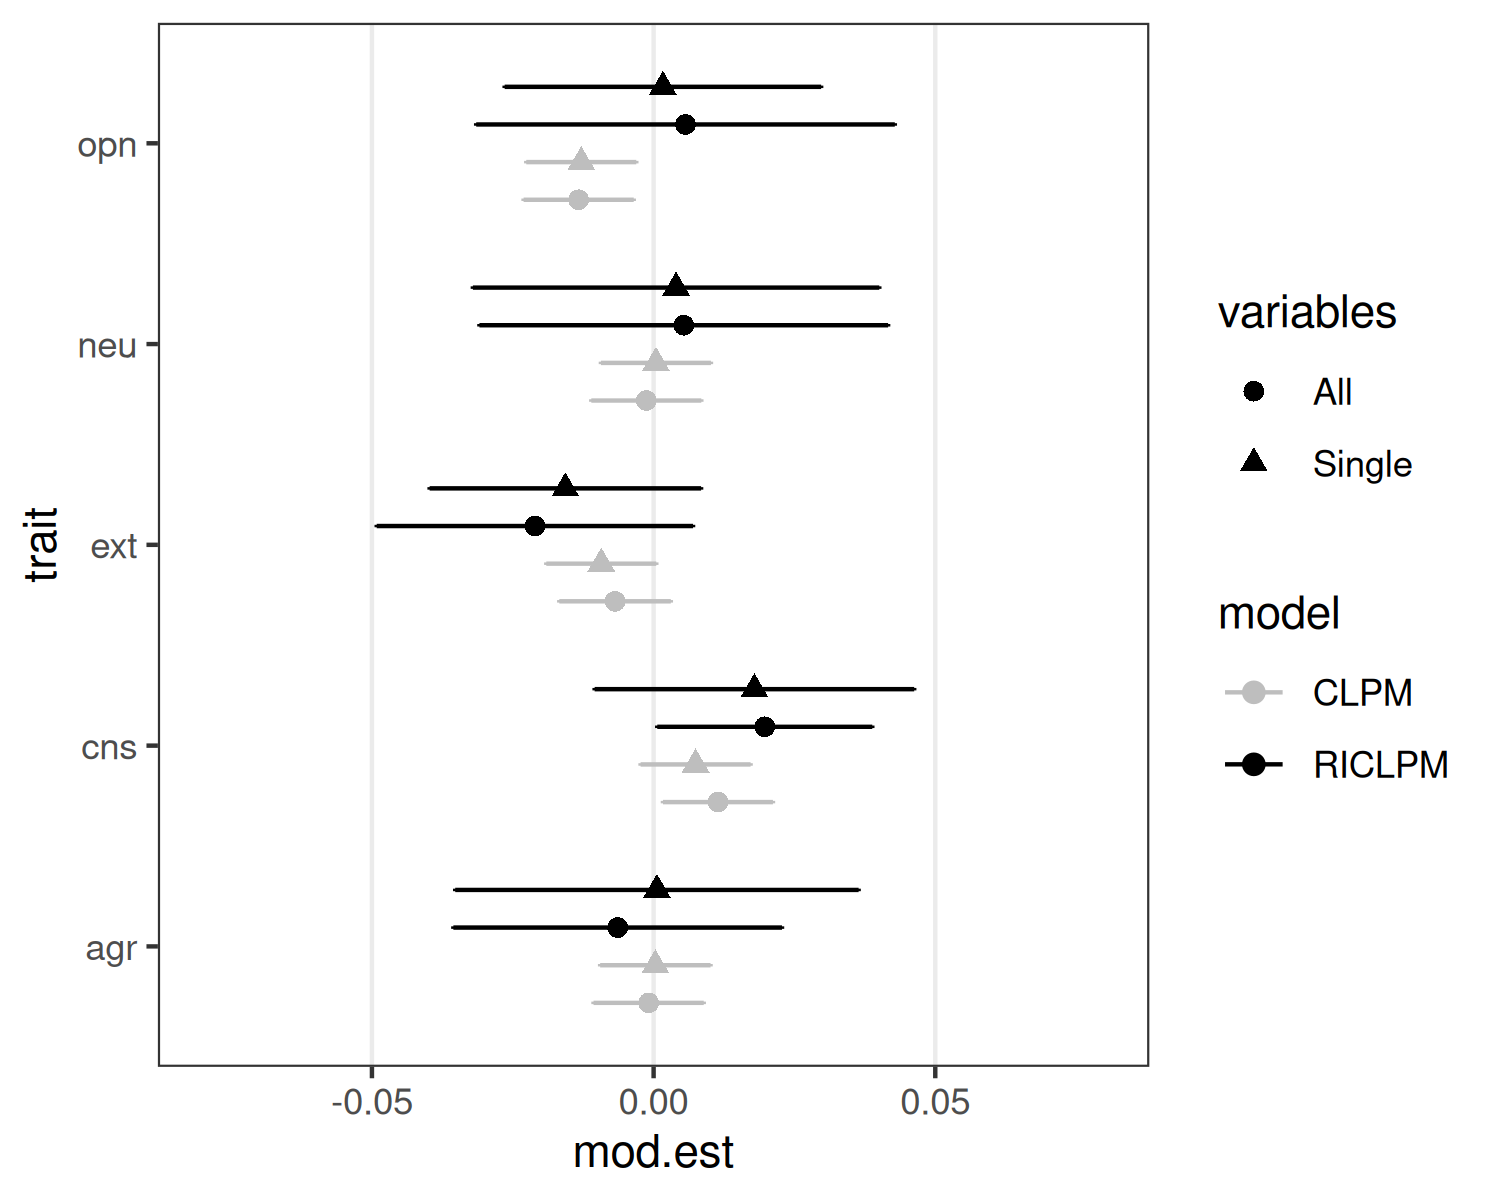 opn
neu
ext
cns
agr
trait
-0.05
0.00
0.05
mod.est
variables
All
Single
model
CLPM
RICLPM